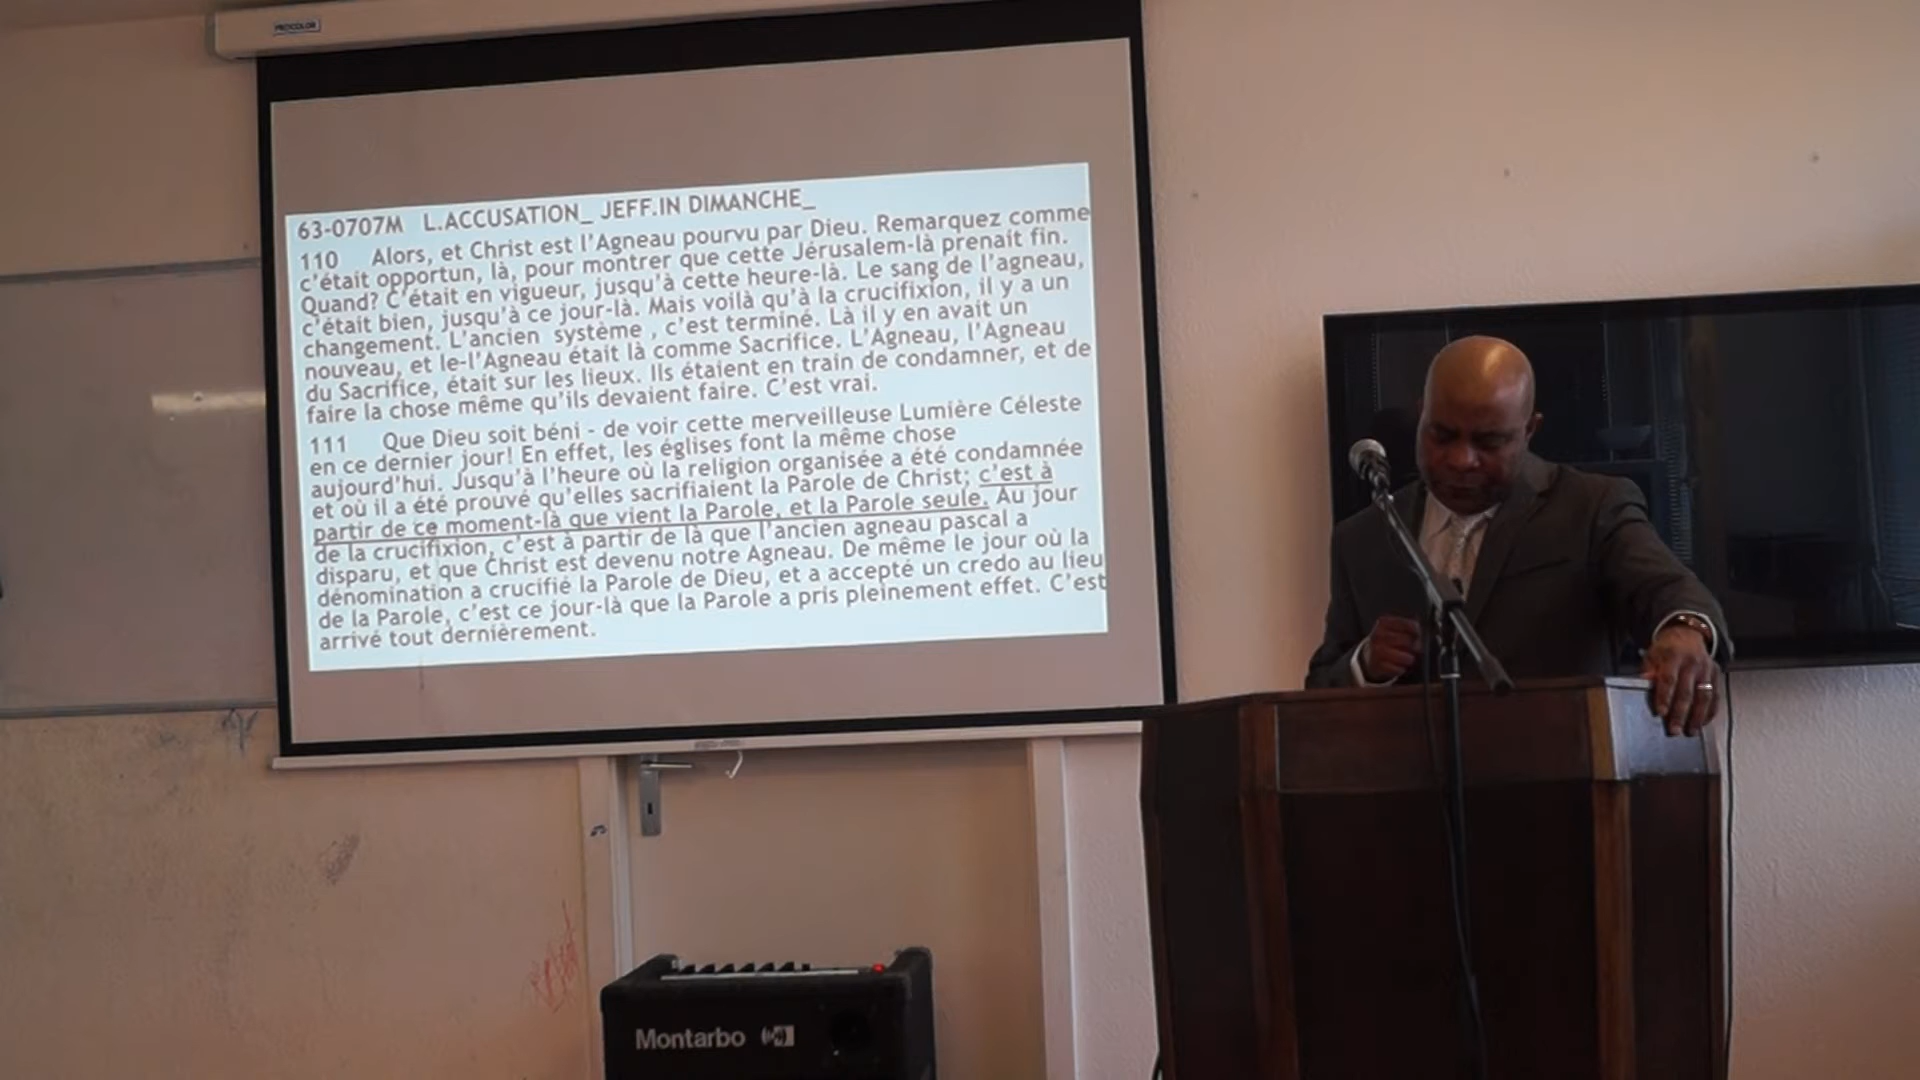 PROCOLOR
63-0707M L.ACCUSATION_ JEFF.IN DIMANCHE_
110 Alors, et Christ est l'Agneau pourvu par Dieu. Remarquez comme
c'était opportun, là, pour montrer que cette Jérusalem-là prenait fin.
Quand? C'était en vigueur, jusqu'à cette heure-là. Le sang de l'agneau,
c'était bien, jusqu'à ce jour-là. Mais voilà qu'à la crucifixion, il y a un
changement. L'ancien système , c'est terminé. Là il y en avait un
nouveau, et le-l'Agneau était là comme Sacrifice. L'Agneau, l'Agneau
du Sacrifice, était sur les lieux. Ils étaient en train de condamner, et de
faire la chose même qu'ils devaient faire. C'est vrai.
111 Que Dieu soit béni - de voir cette merveilleuse Lumière Céleste
en ce dernier jour! En effet, les églises font la même chose
aujourd'hui. Jusqu'à l'heure où la religion organisée a été condamnée
et où il a été prouvé qu'elles sacrifiaient la Parole de Christ; c'est à
partir de ce moment-là que vient la Parole, et la Parole seule. Au jour
de la crucifixion, c'est à partir de là que l'ancien agneau pascal a
disparu, et que Christ est devenu notre Agneau. De même le jour où la
dénomination a crucifié la Parole de Dieu, et a accepté un credo au lieu
de la Parole, c'est ce jour-là que la Parole a pris pleinement effet. C'est
arrivé tout dernièrement.
Montarbo